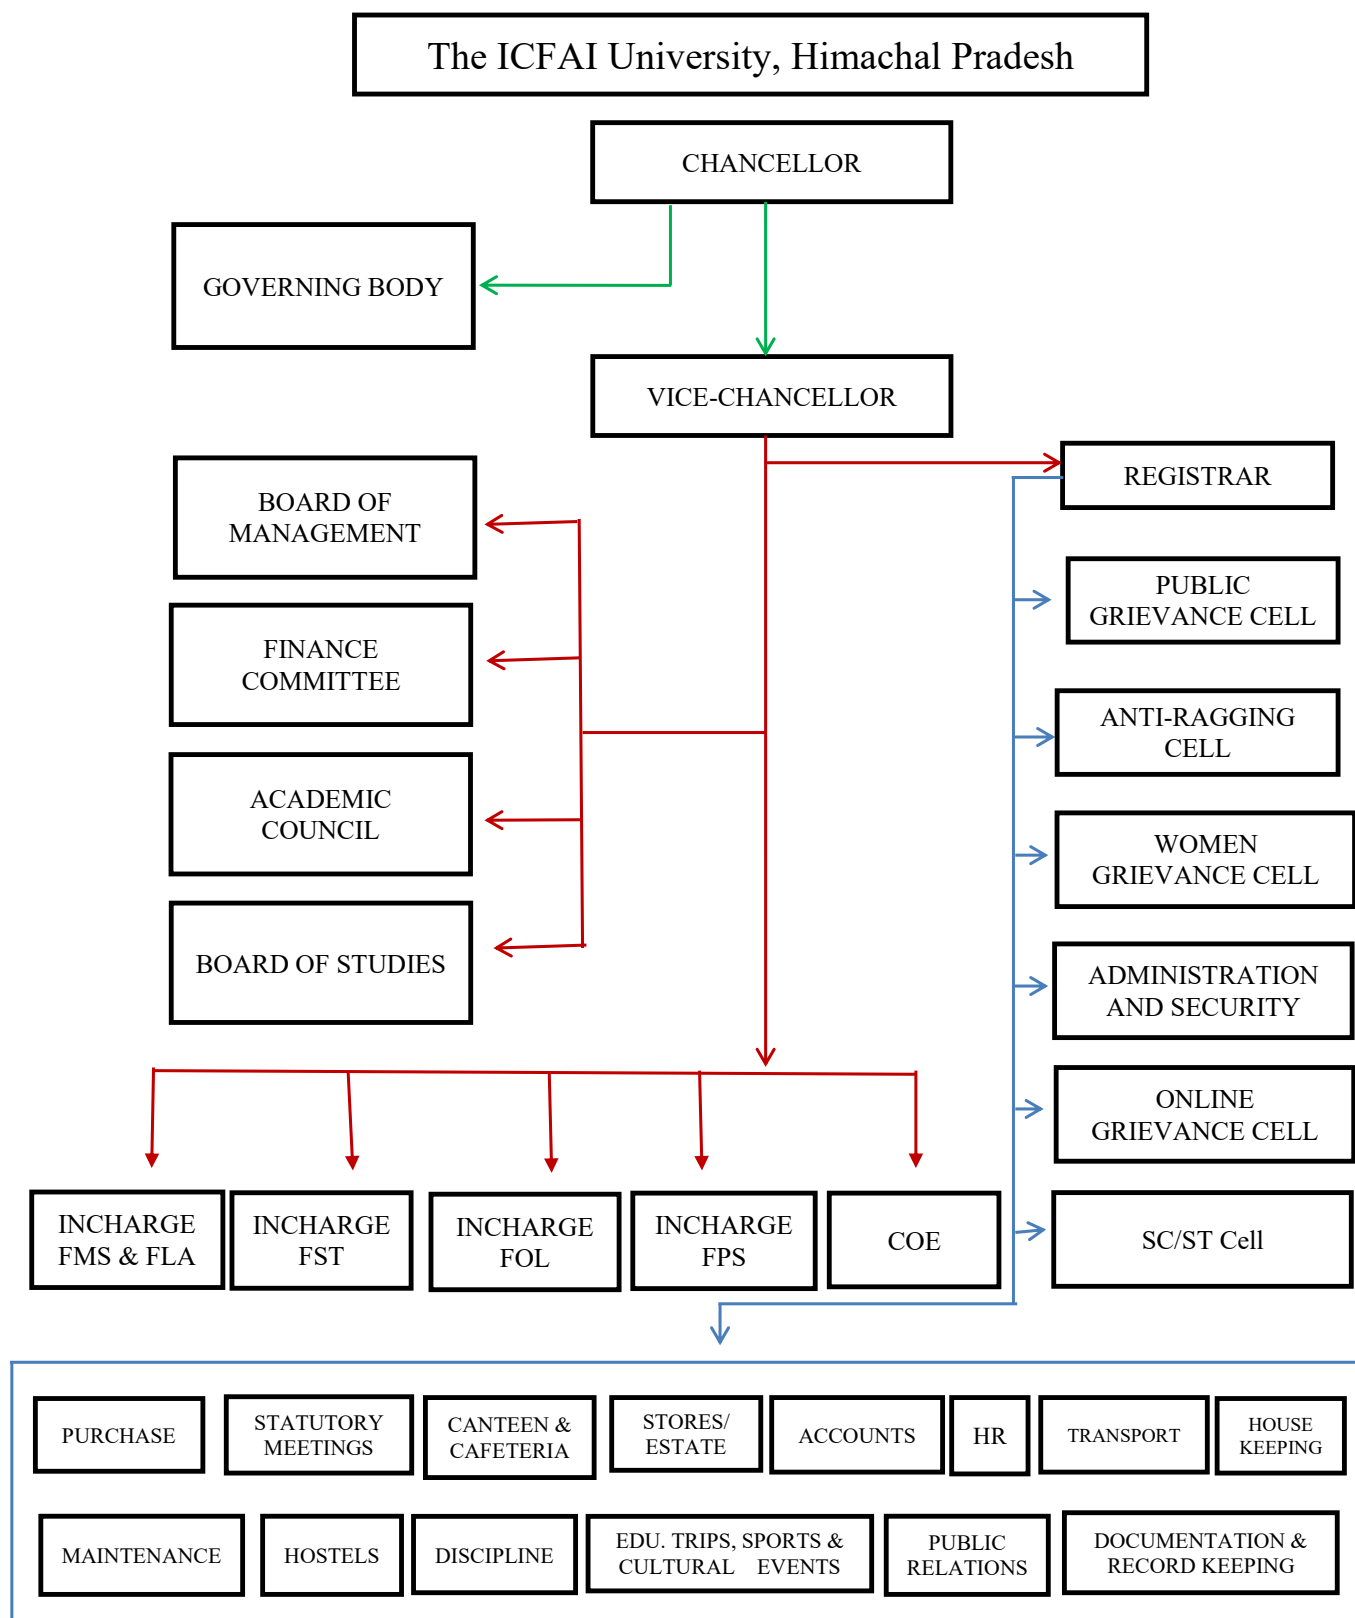 The ICFAI University, Himachal Pradesh
CHANCELLOR
GOVERNING BODY
VICE-CHANCELLOR
REGISTRAR
BOARD OF
MANAGEMENT
FINANCE
COMMITTEE
ACADEMIC
COUNCIL
BOARD OF STUDIES
PUBLIC
GRIEVANCE CELL
ANTI-RAGGING
CELL
WOMEN
GRIEVANCE CELL
ADMINISTRATION
AND SECURITY
ONLINE
GRIEVANCE CELL
SC/ST Cell
INCHARGE
FMS & FLA
INCHARGE
FST
INCHARGE
FOL
INCHARGE
FPS
COE
PURCHASE
STATUTORY
MEETINGS
CANTEEN &
CAFETERIA
STORES/
ESTATE
ACCOUNTS
HR
TRANSPORT
HOUSE
KEEPING
MAINTENANCE
HOSTELS
DISCIPLINE
EDU. TRIPS, SPORTS &
CULTURAL EVENTS
PUBLIC
RELATIONS
DOCUMENTATION &
RECORD KEEPING